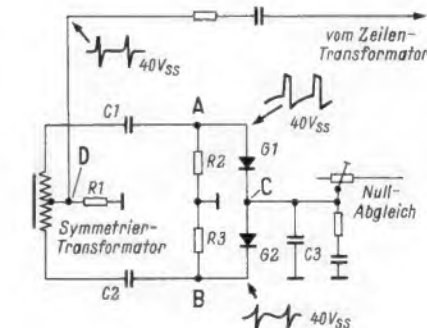 vom Zeilen-
Transformator
40Vss
C1
A
40Vss
D
R2
G1
R1
C
Null-
Abgleich
Symmetrier-
Transformator
R3
G2
C3
C2
B
40Vss